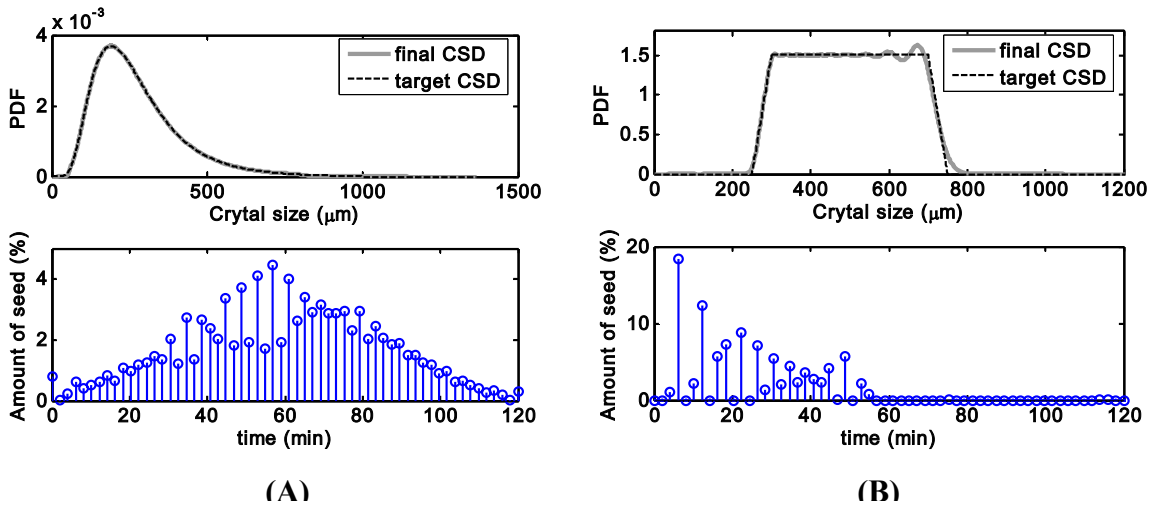 4 x 10⁻³
final CSD
target CSD
PDF
4
2
0
0 500 1000 1500
Crytal size (μm)
Amount of seed (%)
4
2
0
0 20 40 60 80 100 120
time (min)
(A)
final CSD
target CSD
PDF
1.5
1
0.5
0
0 200 400 600 800 1000 1200
Crytal size (μm)
Amount of seed (%)
20
10
0
0 20 40 60 80 100 120
time (min)
(B)